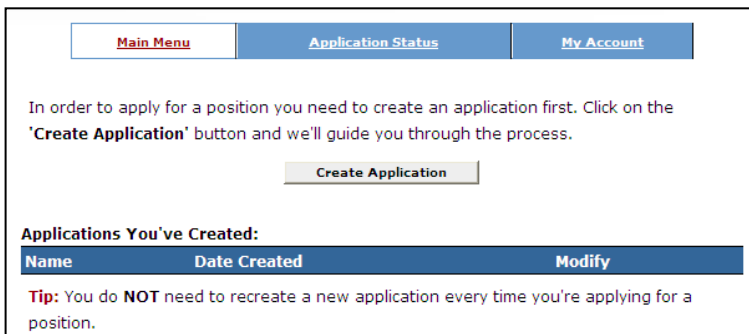 Main Menu Application Status My Account
In order to apply for a position you need to create an application first. Click on the
'Create Application' button and we'll guide you through the process.
Create Application
Applications You've Created:
Name Date Created Modify
Tip: You do NOT need to recreate a new application every time you're applying for a
position.